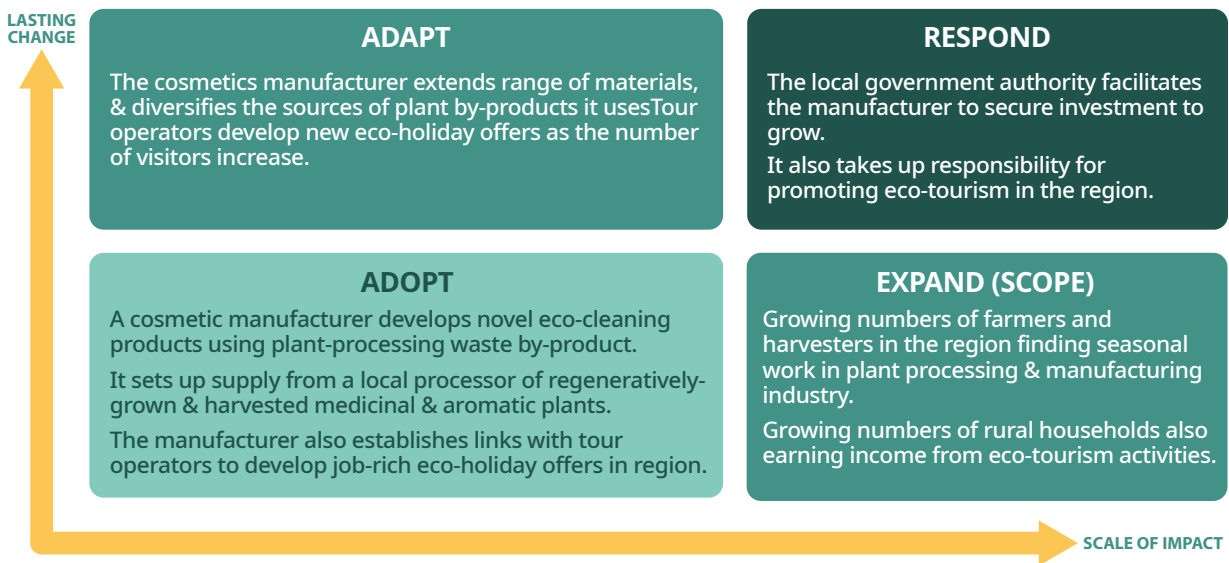 LASTING
CHANGE
ADAPT
The cosmetics manufacturer extends range of materials,
& diversifies the sources of plant by-products it usesTour
operators develop new eco-holiday offers as the number
of visitors increase.
RESPOND
The local government authority facilitates
the manufacturer to secure investment to
grow.
It also takes up responsibility for
promoting eco-tourism in the region.
ADOPT
A cosmetic manufacturer develops novel eco-cleaning
products using plant-processing waste by-product.
It sets up supply from a local processor of regeneratively-
grown & harvested medicinal & aromatic plants.
The manufacturer also establishes links with tour
operators to develop job-rich eco-holiday offers in region.
EXPAND (SCOPE)
Growing numbers of farmers and
harvesters in the region finding seasonal
work in plant processing & manufacturing
industry.
Growing numbers of rural households also
earning income from eco-tourism activities.
SCALE OF IMPACT